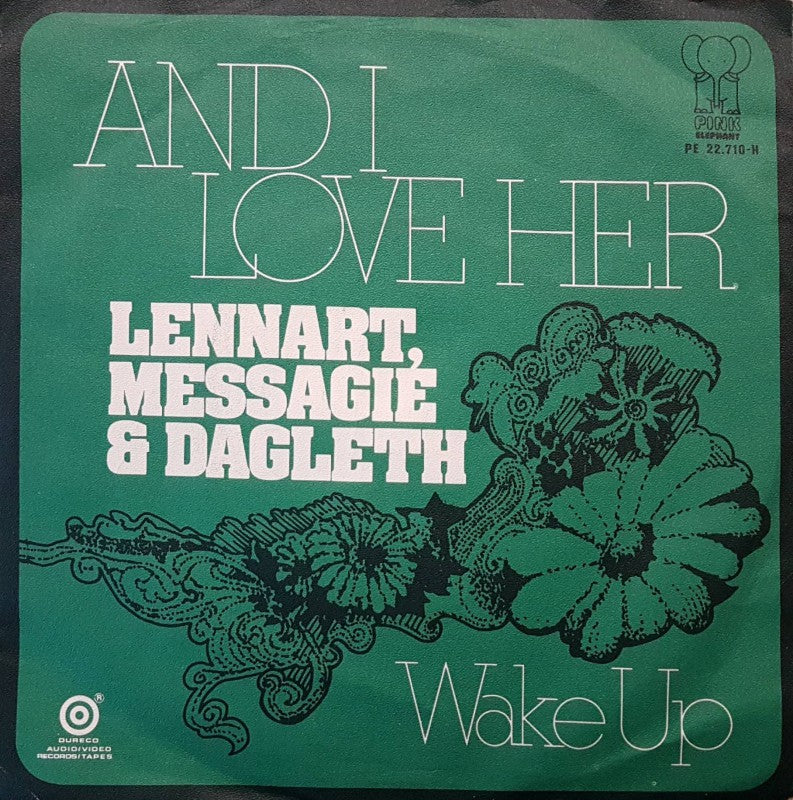 AND I
LOVE HER
PINK
ELEPHANT
PE 22.710-H
LENNART,
MESSAGIÉ
& DAGLETH
Wake Up
®
DURECO
AUDIO/VIDEO
RECORDS/TAPES